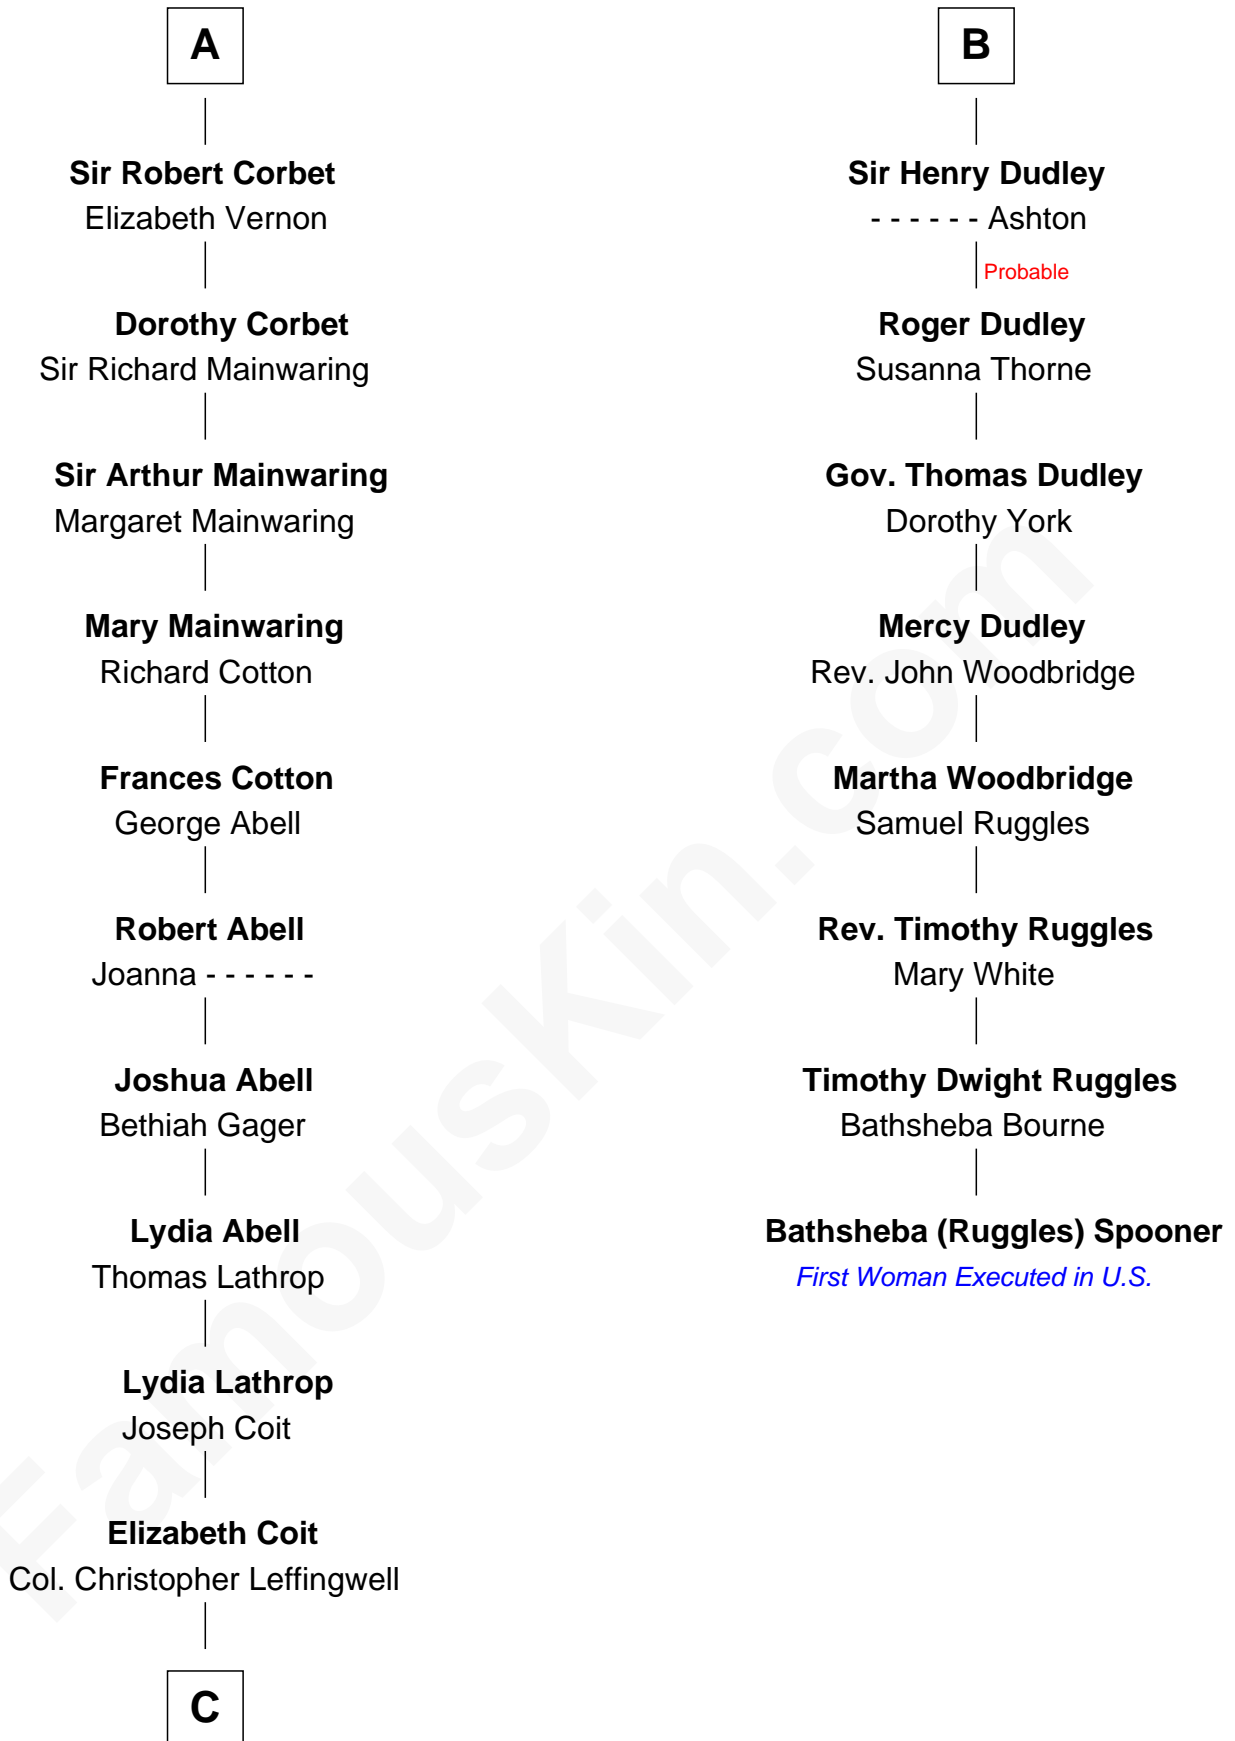 A
Sir Robert Corbet
Elizabeth Vernon
Dorothy Corbet
Sir Richard Mainwaring
Sir Arthur Mainwaring
Margaret Mainwaring
Mary Mainwaring
Richard Cotton
Frances Cotton
George Abell
Robert Abell
Joanna - - - - - -
Joshua Abell
Bethiah Gager
Lydia Abell
Thomas Lathrop
Lydia Lathrop
Joseph Coit
Elizabeth Coit
Col. Christopher Leffingwell
C
B
Sir Henry Dudley
- - - - - - Ashton
Probable
Roger Dudley
Susanna Thorne
Gov. Thomas Dudley
Dorothy York
Mercy Dudley
Rev. John Woodbridge
Martha Woodbridge
Samuel Ruggles
Rev. Timothy Ruggles
Mary White
Timothy Dwight Ruggles
Bathsheba Bourne
Bathsheba (Ruggles) Spooner
First Woman Executed in U.S.
FamousKin.com